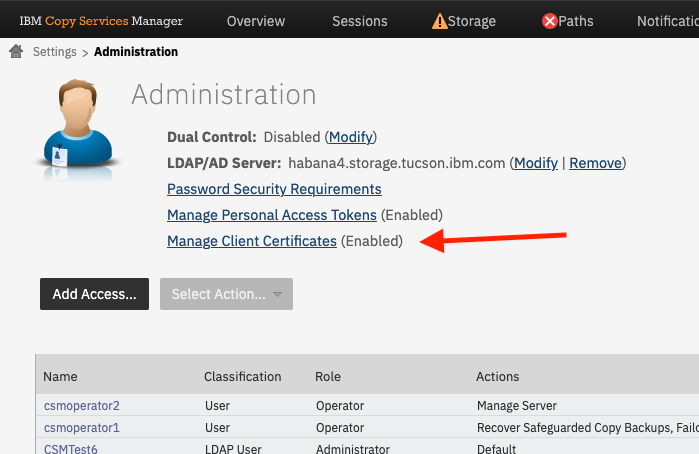 IBM Copy Services Manager Overview Sessions Storage Paths Notificatio
Settings > Administration
Administration
Dual Control: Disabled (Modify)
LDAP/AD Server: habana4.storage.tucson.ibm.com (Modify | Remove)
Password Security Requirements
Manage Personal Access Tokens (Enabled)
Manage Client Certificates (Enabled)
Add Access... Select Action...
Name Classification Role Actions
csmoperator2 User Operator Manage Server
csmoperator1 User Operator Recover Safeguarded Copy Backups, Failo
CSMTest6 LDAP User Administrator Default